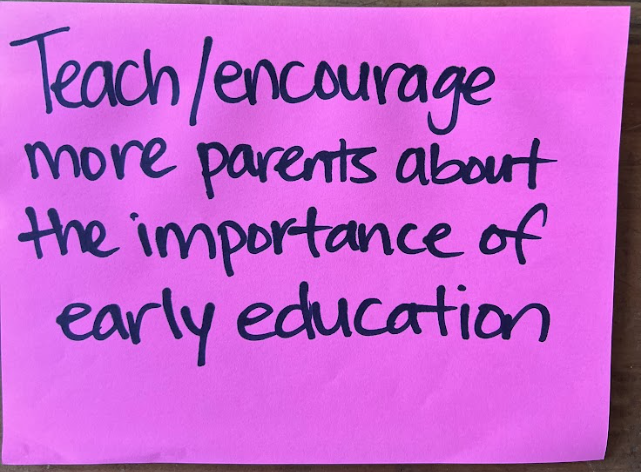 Teach/encourage
more parents about
the importance of
early education